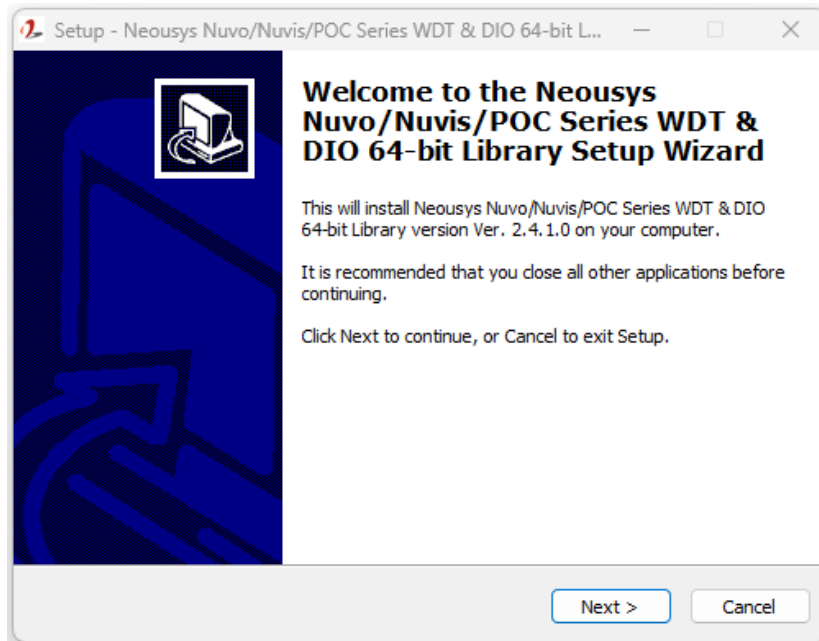 Setup - Neousys Nuvo/Nuvis/POC Series WDT & DIO 64-bit L...
Welcome to the Neousys
Nuvo/Nuvis/POC Series WDT &
DIO 64-bit Library Setup Wizard
This will install Neousys Nuvo/Nuvis/POC Series WDT & DIO
64-bit Library version Ver. 2.4.1.0 on your computer.
It is recommended that you close all other applications before
continuing.
Click Next to continue, or Cancel to exit Setup.
Next >
Cancel